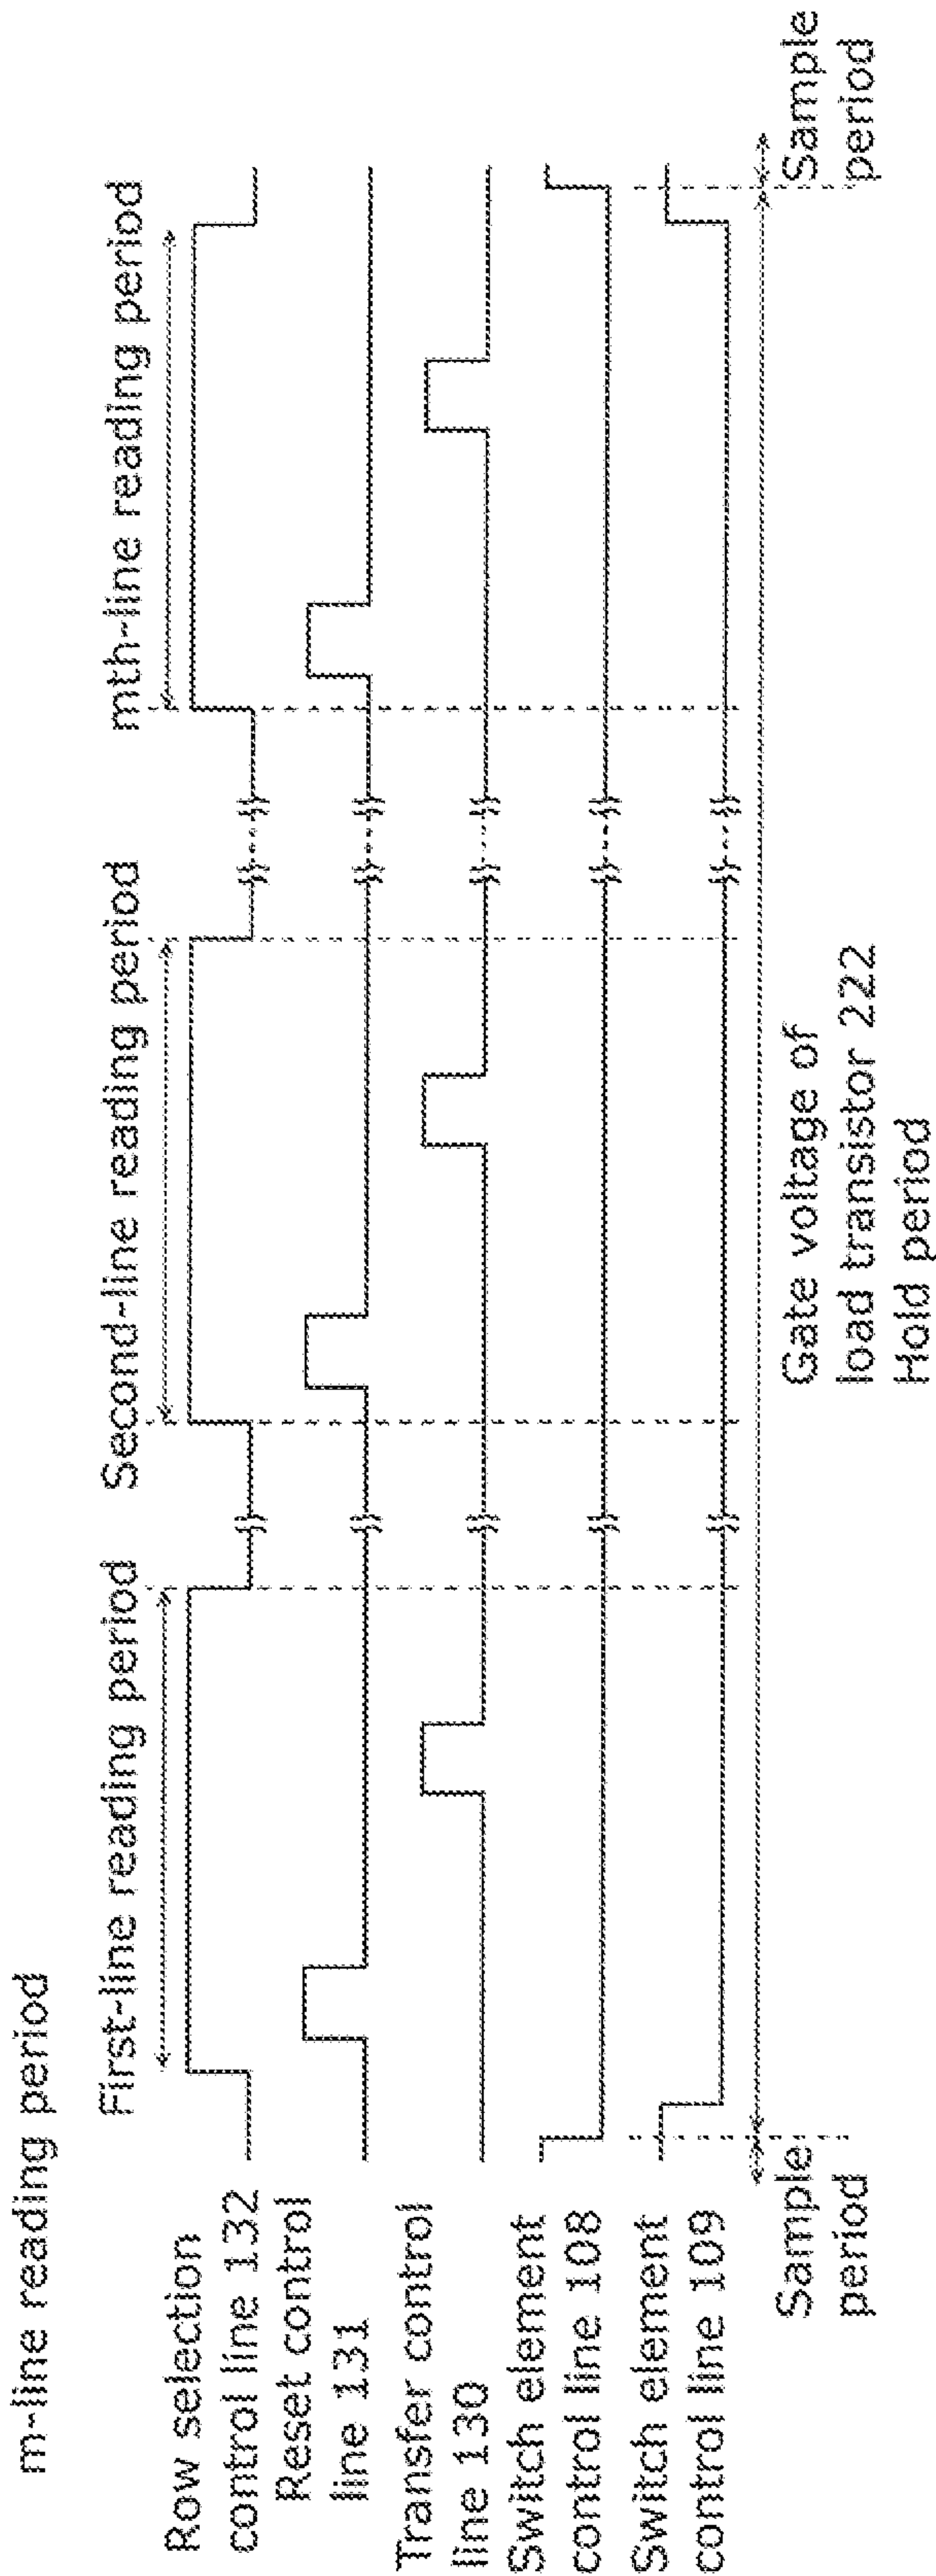 m-line reading period
First-line reading period
Second-line reading period
mth-line reading period
Row selection
control line 132
Reset control
line 131
Transfer control
line 130
Switch element
control line 108
Switch element
control line 109
Sample
period
Gate voltage of
load transistor 222
Hold period
Sample
period